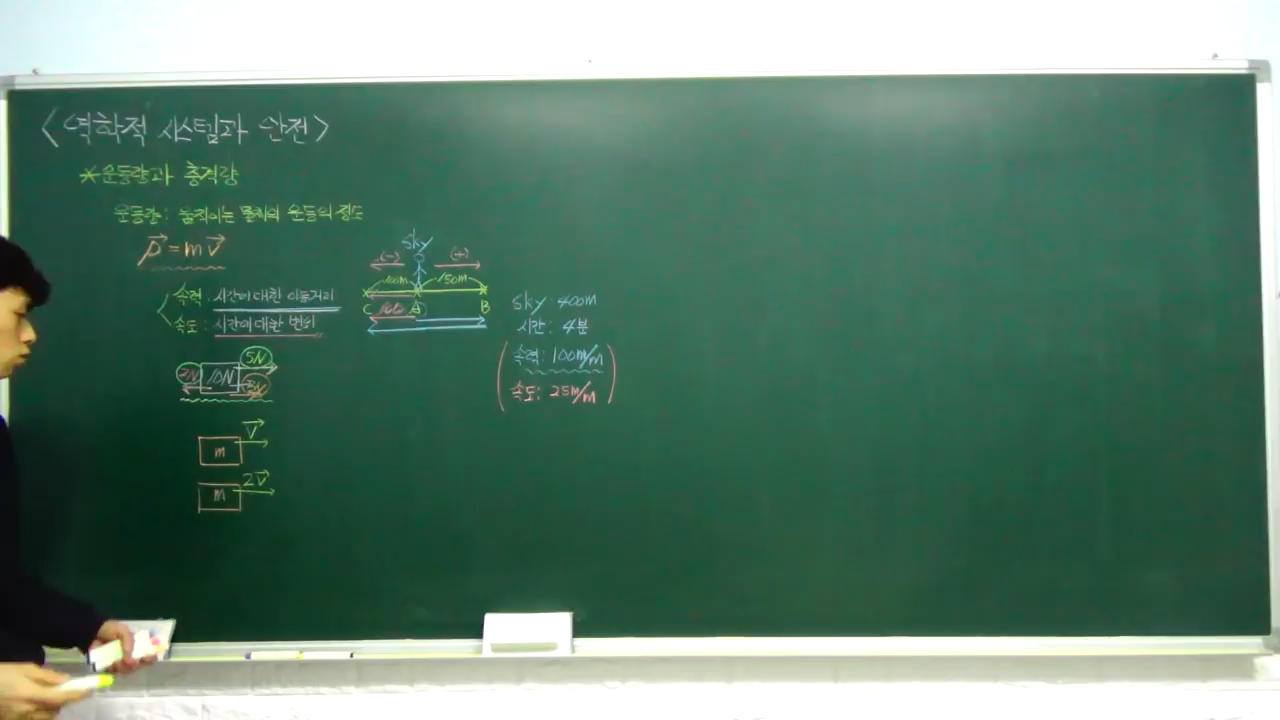 <역학적 시스템과 안전>
*운동량과 충격량
운동량: 움직이는 물체의 운동의 정도
p = mv
속력: 시간에 대한 이동거리
속도: 시간에 대한 변위
sky
(-) (+)
100m 150m
C 100 A B
sky 400m
시간: 4분
속력: 100m/m
속도: 25m/m
5N
2N 10N
m v
m 2v